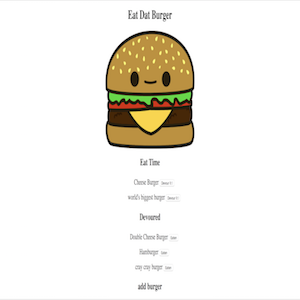 Eat Dat Burger
Eat Time
Cheese Burger
world's biggest burger
Devoured
Double Cheese Burger
Hamburger
cray cray burger
add burger